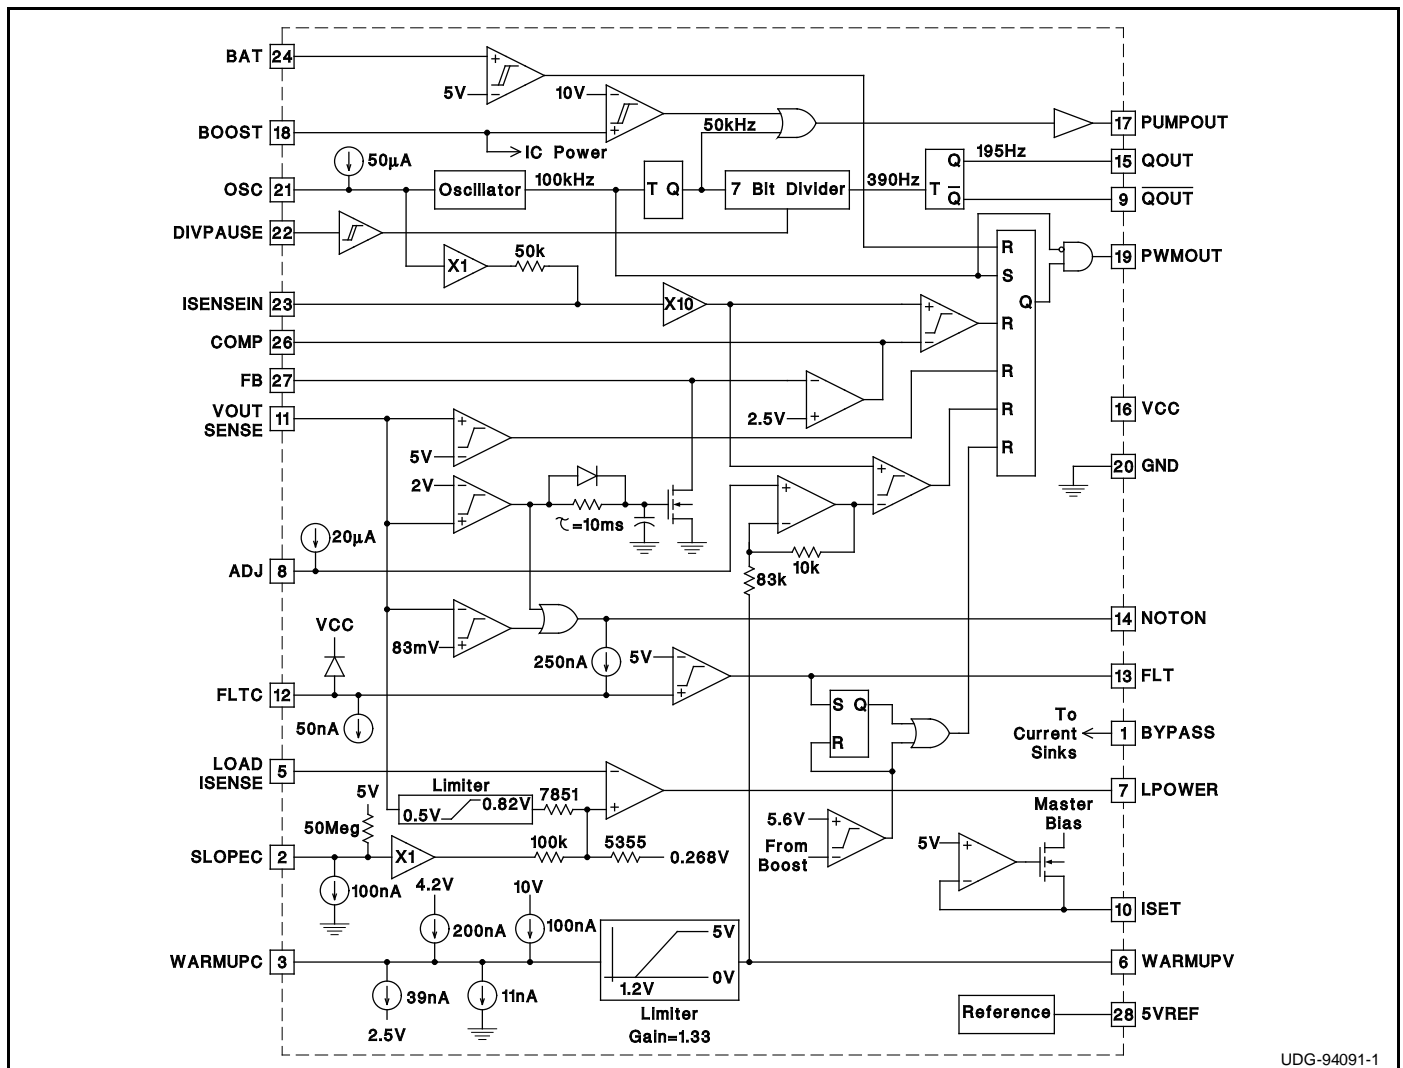 BAT 24
5V
10V
BOOST 18
50kHz
17 PUMPOUT
IC Power
50µA
195Hz
Q
15 QOUT
OSC 21
Oscillator
100kHz
T Q
7 Bit Divider
390Hz
T Q̅
9 Q̅O̅U̅T̅
DIVPAUSE 22
50k
X1
R
19 PWMOUT
S
ISENSEIN 23
X10
Q
R
COMP 26
FB 27
R
VOUT
SENSE
11
2.5V
R
16 VCC
5V
R
20 GND
2V
τ=10ms
20µA
10k
83k
ADJ 8
VCC
83mV
14 NOTON
250nA
5V
13 FLT
FLTC 12
50nA
S Q
R
To
Current
Sinks
1 BYPASS
LOAD
ISENSE
5
Limiter
0.5V 0.82V
7851
7 LPOWER
5V
50Meg
5.6V
From
Boost
Master
Bias
5V
SLOPEC 2
X1
100k
5355
0.268V
100nA
4.2V
10V
200nA
100nA
10 ISET
5V
0V
1.2V
WARMUPC 3
6 WARMUPV
39nA
2.5V
11nA
Limiter
Gain=1.33
Reference
28 5VREF
UDG-94091-1